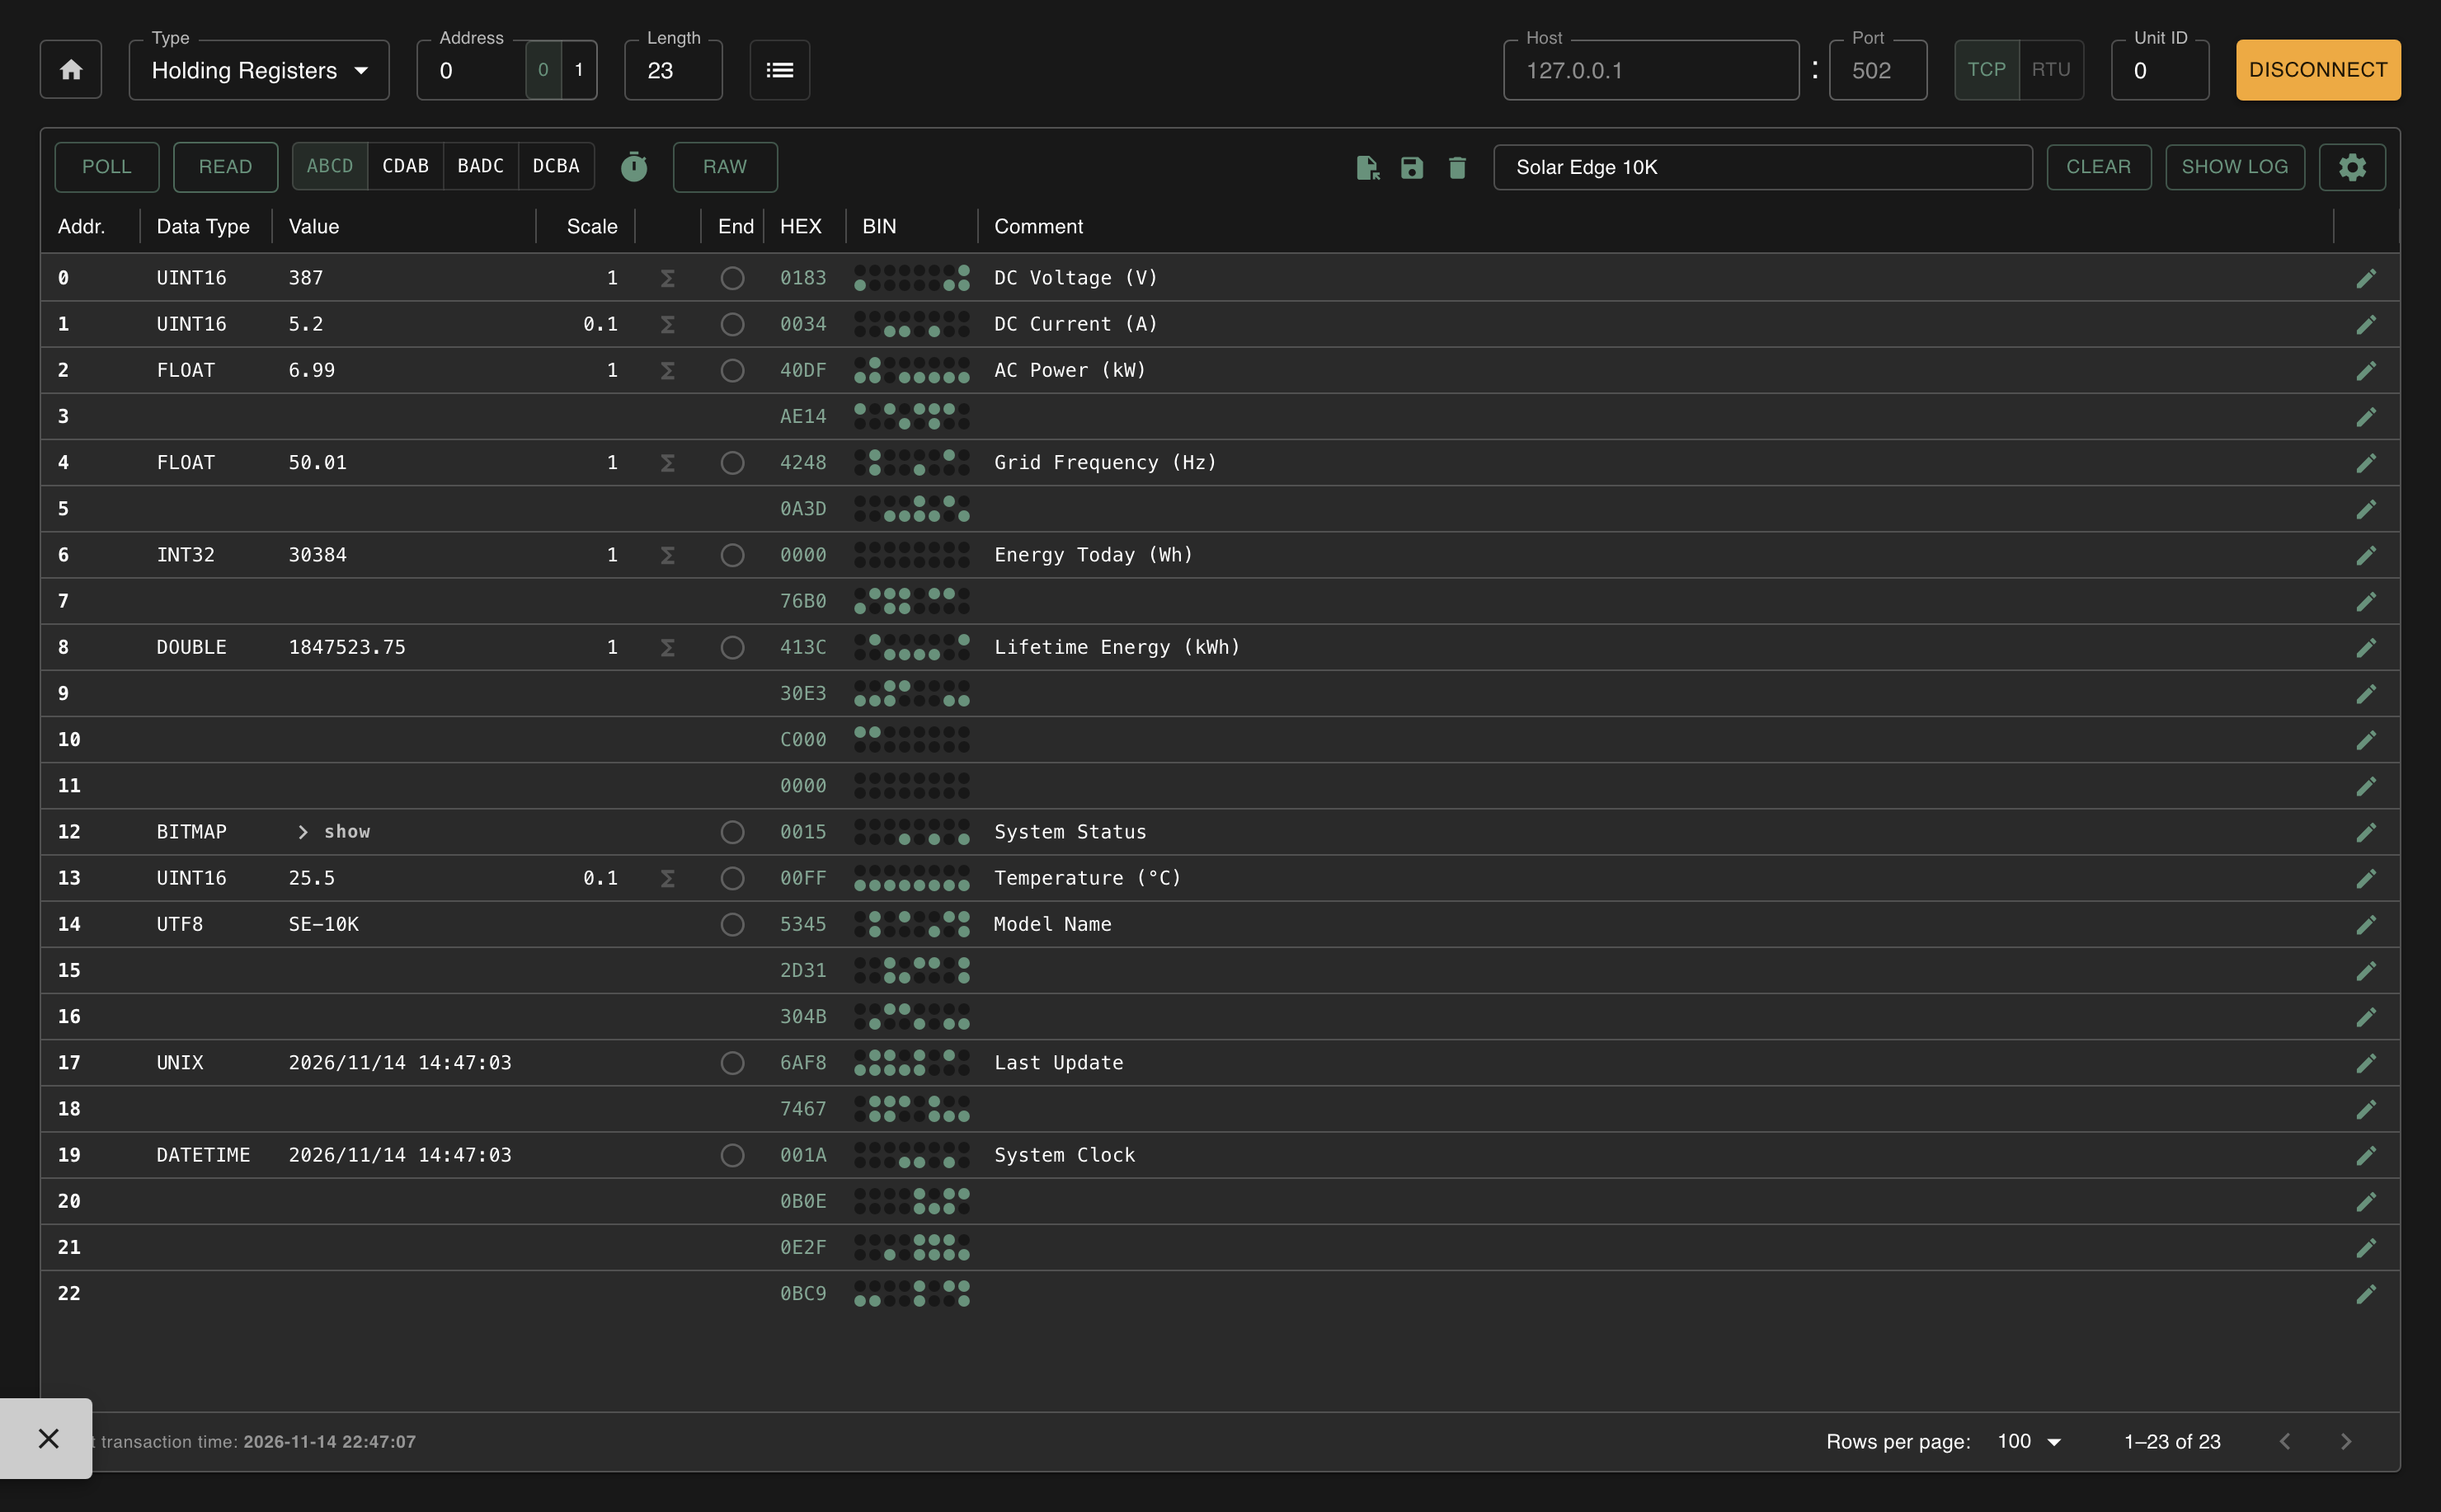 Type Address Length Host Port Unit ID
Holding Registers 0 0 1 23 127.0.0.1 : 502 TCP RTU 0 DISCONNECT
POLL READ ABCD CDAB BADC DCBA RAW Solar Edge 10K CLEAR SHOW LOG
Addr. Data Type Value Scale End HEX BIN Comment
0 UINT16 387 1 Σ 0183 DC Voltage (V)
1 UINT16 5.2 0.1 Σ 0034 DC Current (A)
2 FLOAT 6.99 1 Σ 40DF AC Power (kW)
3 AE14
4 FLOAT 50.01 1 Σ 4248 Grid Frequency (Hz)
5 0A3D
6 INT32 30384 1 Σ 0000 Energy Today (Wh)
7 76B0
8 DOUBLE 1847523.75 1 Σ 413C Lifetime Energy (kWh)
9 30E3
10 C000
11 0000
12 BITMAP show 0015 System Status
13 UINT16 25.5 0.1 Σ 00FF Temperature (°C)
14 UTF8 SE-10K 5345 Model Name
15 2D31
16 304B
17 UNIX 2026/11/14 14:47:03 6AF8 Last Update
18 7467
19 DATETIME 2026/11/14 14:47:03 001A System Clock
20 0B0E
21 0E2F
22 0BC9
transaction time: 2026-11-14 22:47:07 Rows per page: 100 1–23 of 23